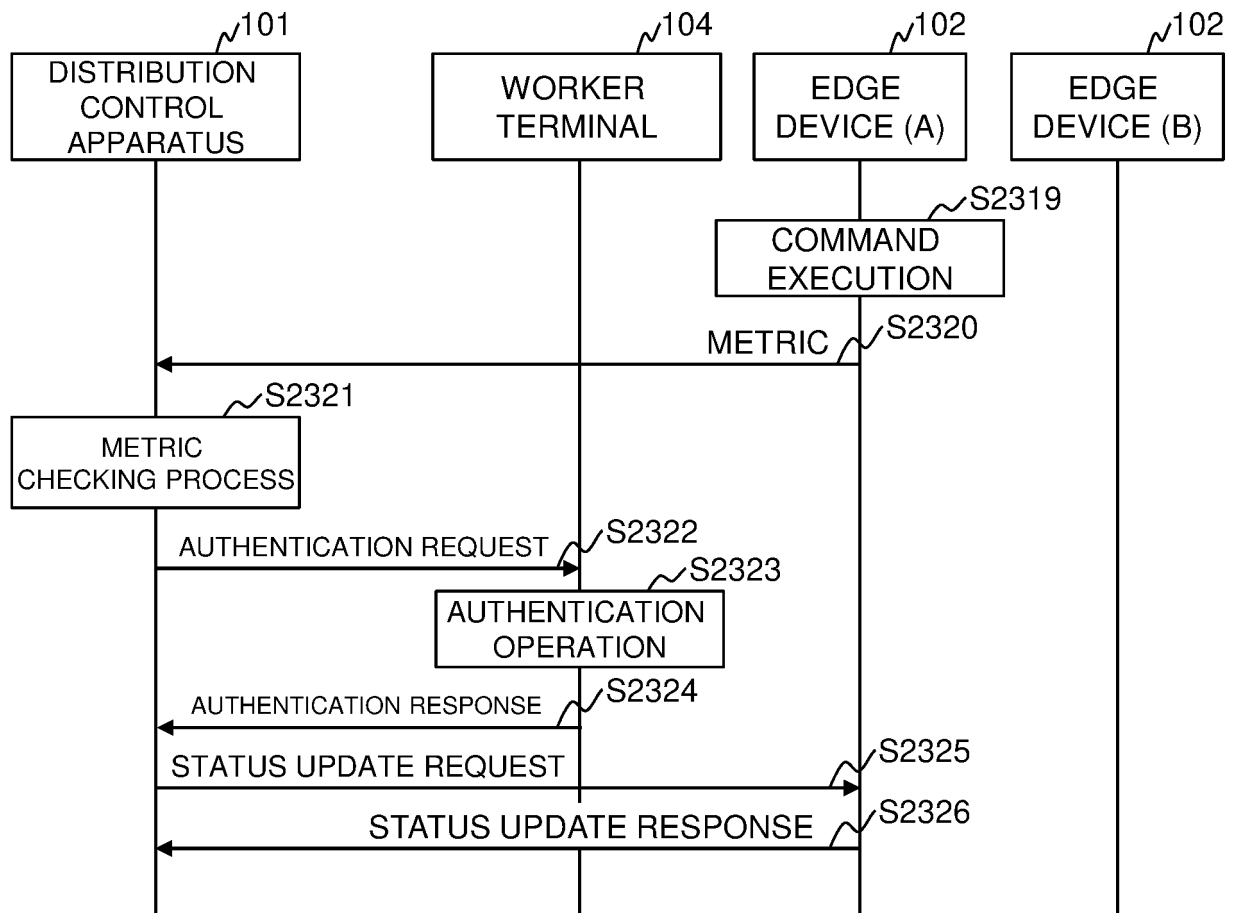 101
104
102
102
DISTRIBUTION
CONTROL
APPARATUS
WORKER
TERMINAL
EDGE
DEVICE (A)
EDGE
DEVICE (B)
S2319
COMMAND
EXECUTION
S2320
METRIC
S2321
METRIC
CHECKING PROCESS
S2322
AUTHENTICATION REQUEST
S2323
AUTHENTICATION
OPERATION
S2324
AUTHENTICATION RESPONSE
S2325
STATUS UPDATE REQUEST
S2326
STATUS UPDATE RESPONSE